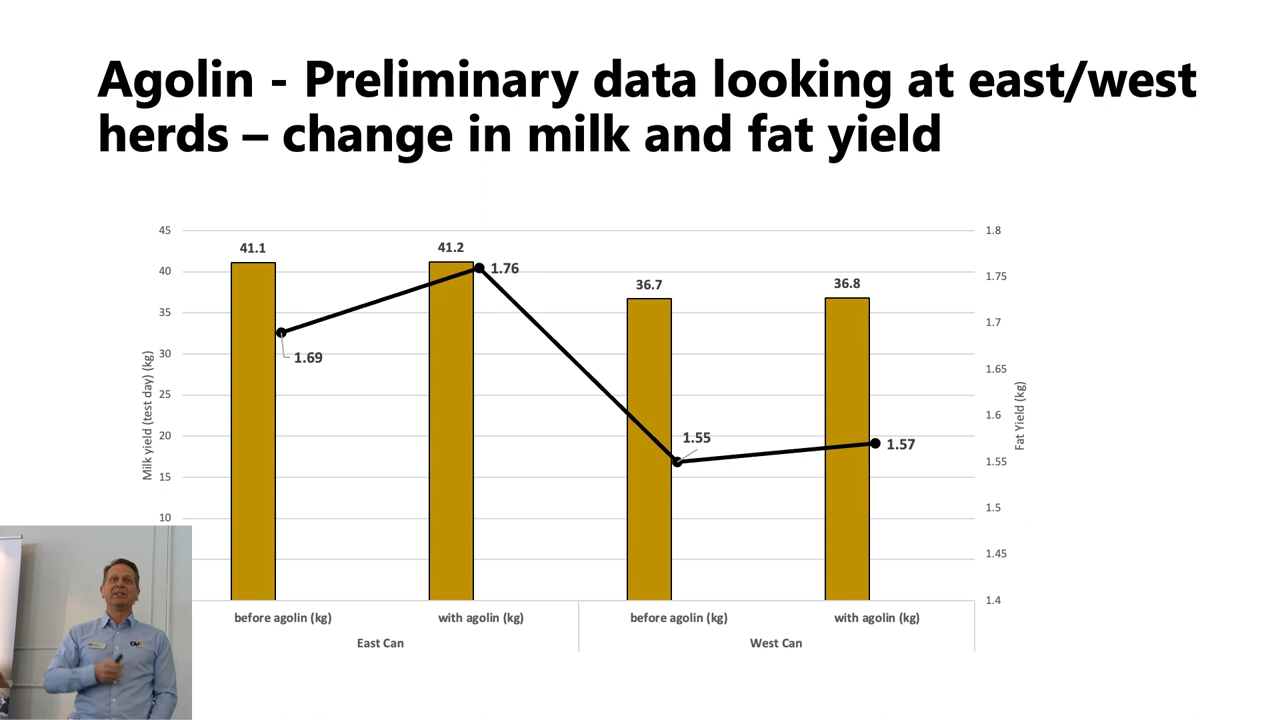 Agolin - Preliminary data looking at east/west
herds – change in milk and fat yield
Milk yield (test day) (kg)
45
40
35
30
25
20
15
10
41.1
41.2
36.7
36.8
1.69
1.76
1.55
1.57
1.8
1.75
1.7
1.65
1.6
1.55
1.5
1.45
1.4
Fat Yield (kg)
before agolin (kg)
with agolin (kg)
before agolin (kg)
with agolin (kg)
East Can
West Can